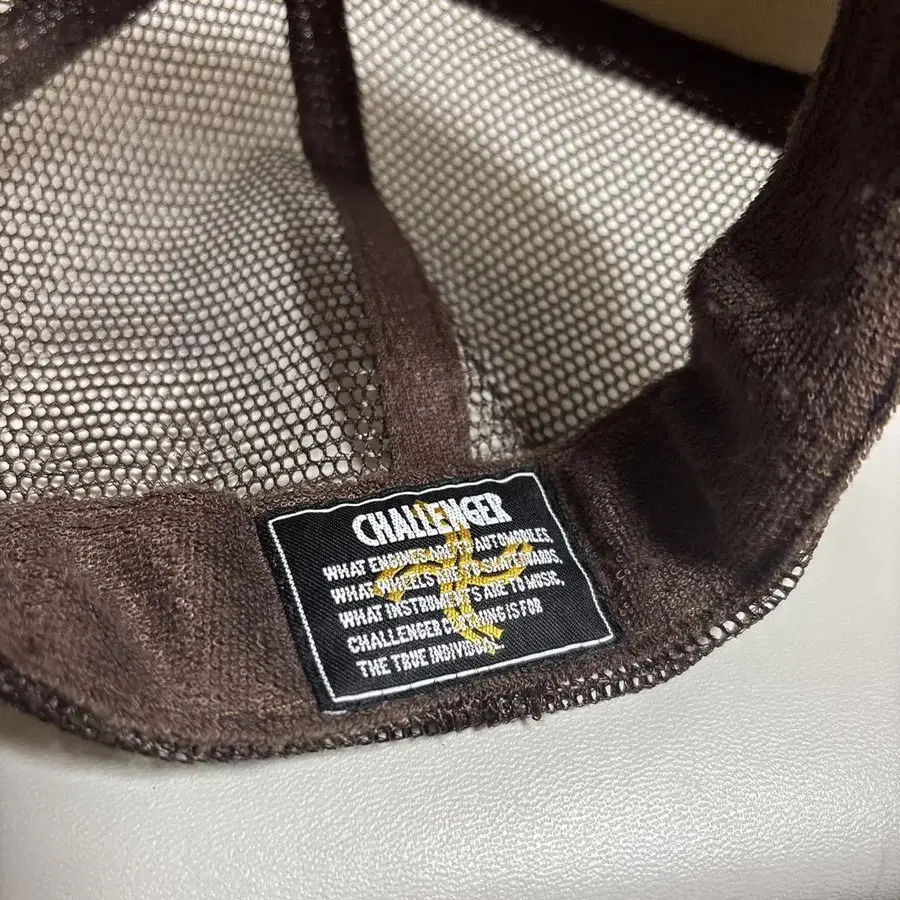 CHALLENGER
WHAT ENGINES ARE TO AUTOMOBILES,
WHAT WHEELS ARE TO SKATEBOARDS,
WHAT INSTRUMENTS ARE TO MUSIC,
CHALLENGER CLOTHING IS FOR
THE TRUE INDIVIDUAL...